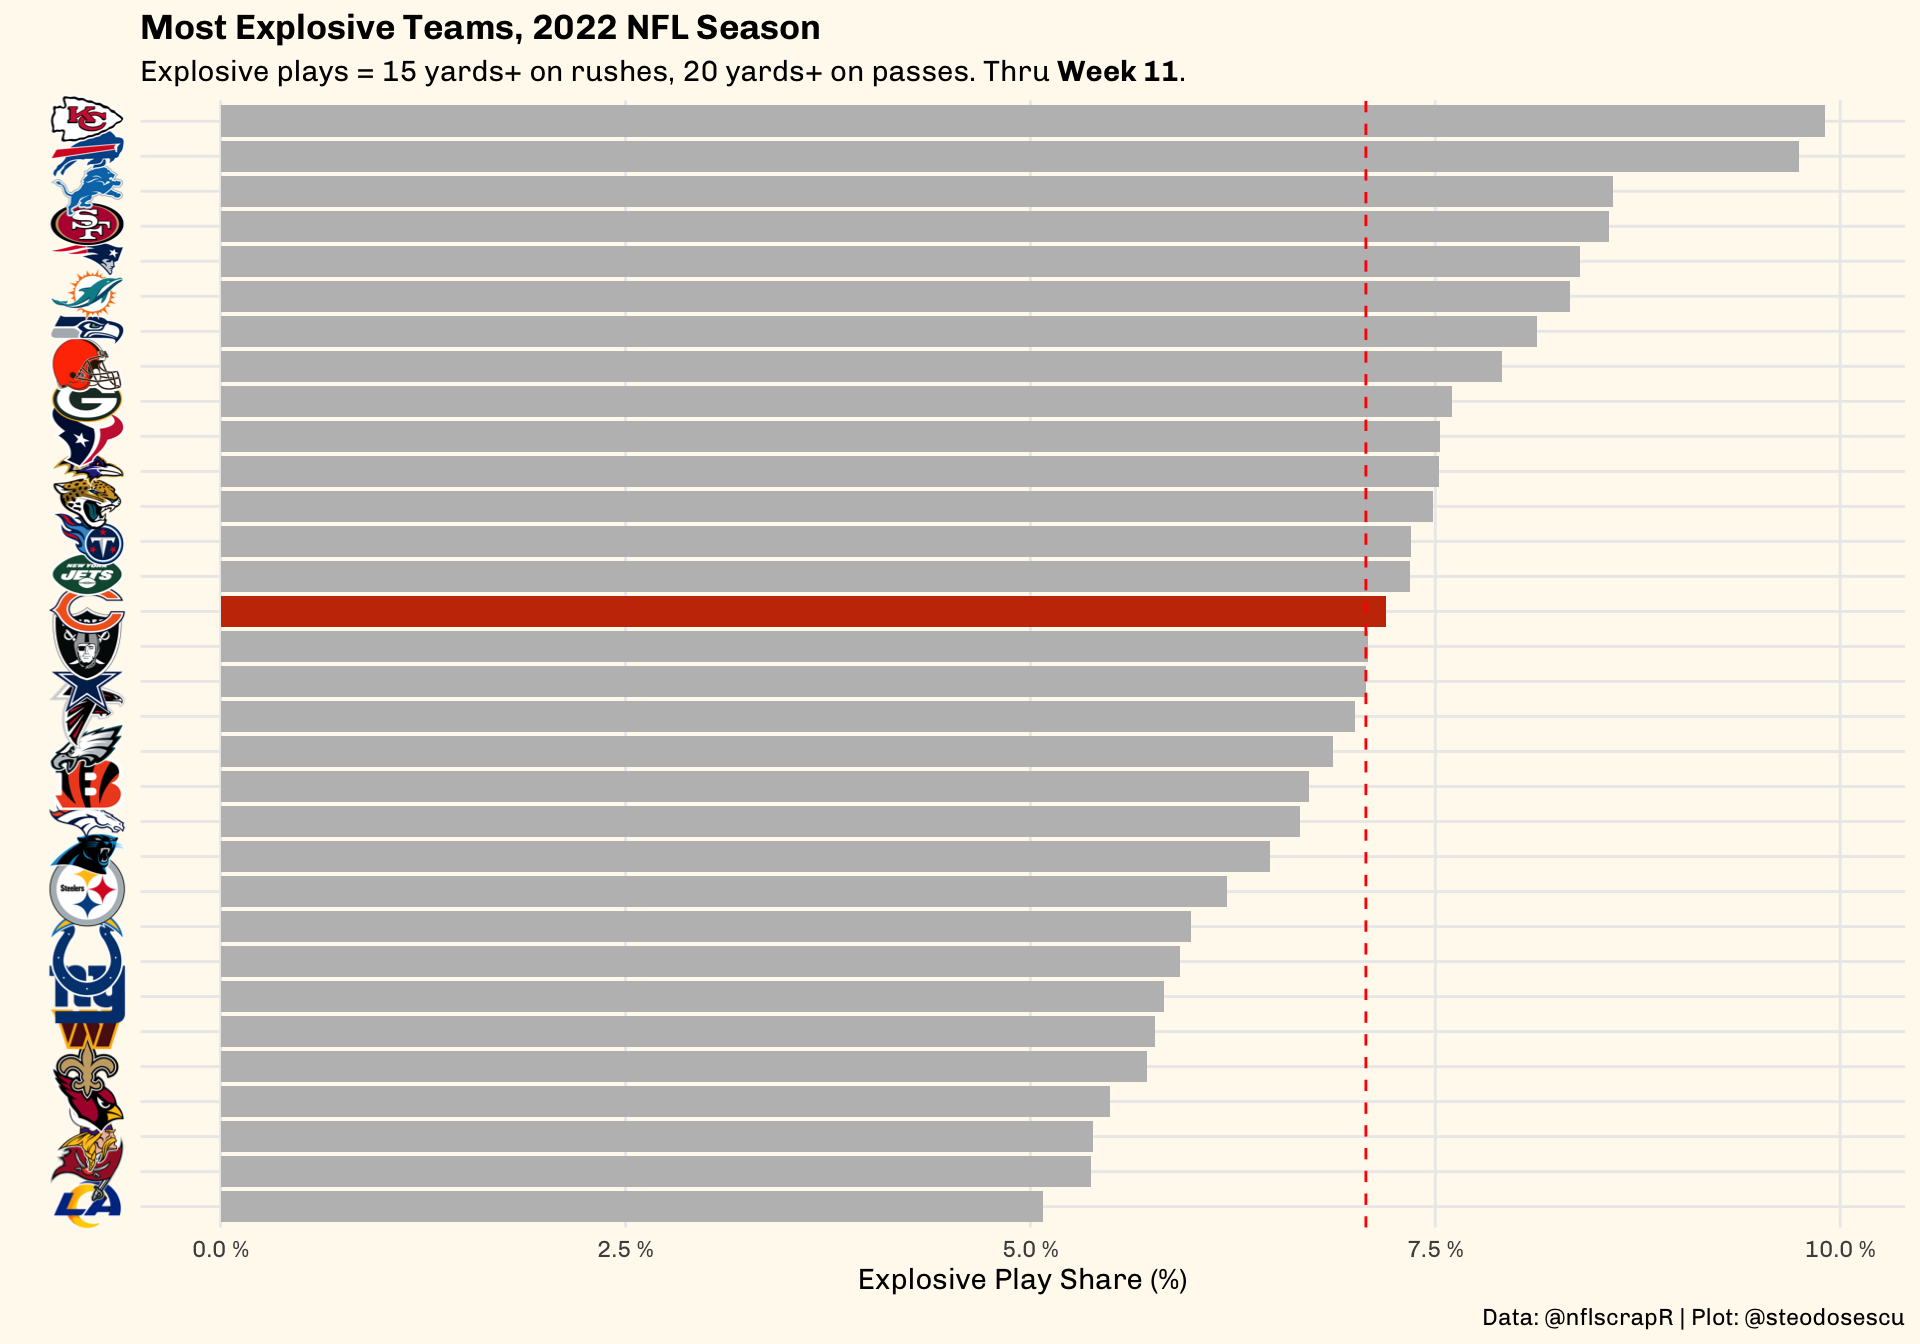 Most Explosive Teams, 2022 NFL Season
Explosive plays = 15 yards+ on rushes, 20 yards+ on passes. Thru Week 11.
KC
SF
G
T
NEW YORK
JETS
C
B
Steelers
ny
W
LA
0.0 %
2.5 %
5.0 %
7.5 %
10.0 %
Explosive Play Share (%)
Data: @nflscrapR | Plot: @steodosescu